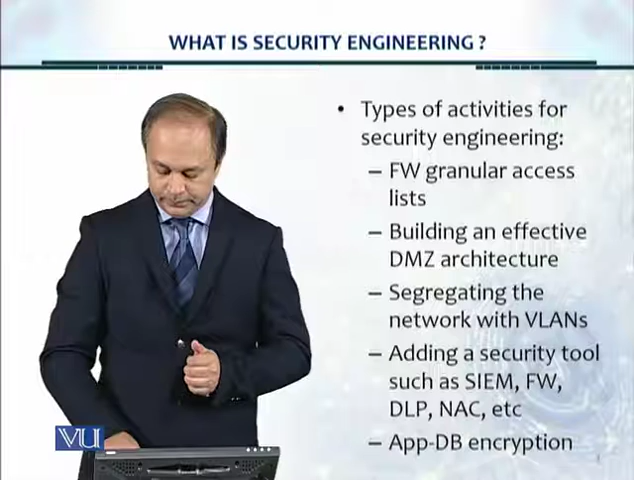 WHAT IS SECURITY ENGINEERING ?
• Types of activities for
security engineering:
– FW granular access
lists
– Building an effective
DMZ architecture
– Segregating the
network with VLANs
– Adding a security tool
such as SIEM, FW,
DLP, NAC, etc
– App-DB encryption
VU